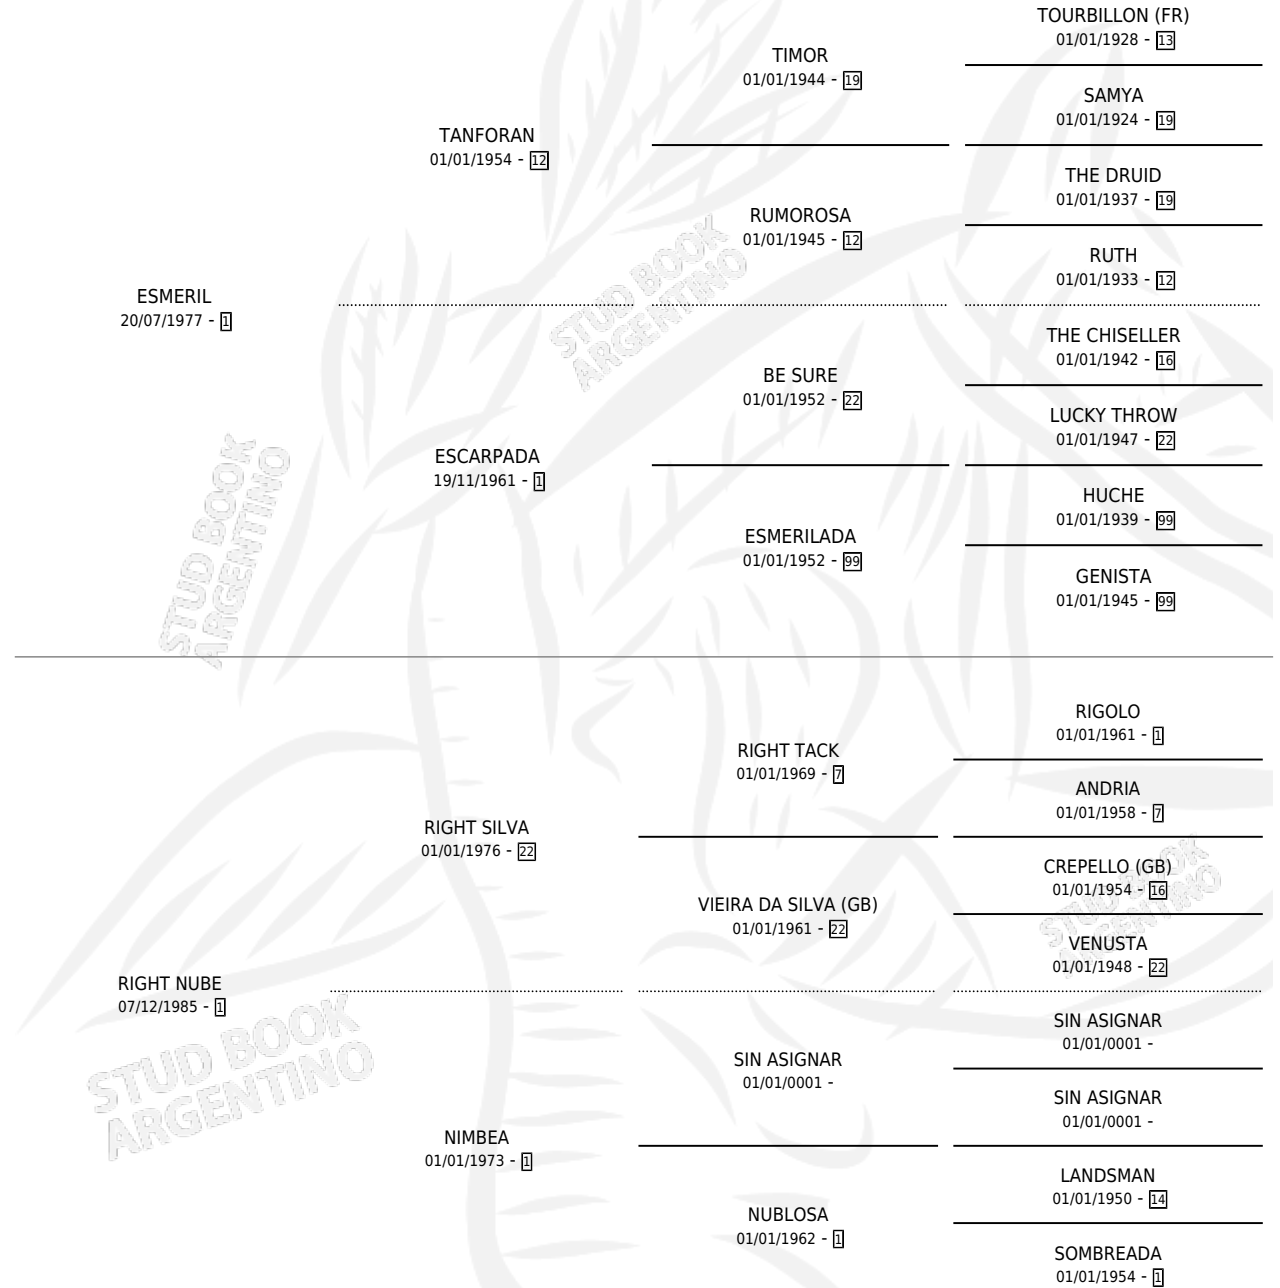 TOURBILLON (FR)
01/01/1928 - 13
TIMOR
01/01/1944 - 19
SAMYA
01/01/1924 - 19
TANFORAN
01/01/1954 - 12
THE DRUID
01/01/1937 - 19
RUMOROSA
01/01/1945 - 12
RUTH
01/01/1933 - 12
ESMERIL
20/07/1977 - 1
THE CHISELLER
01/01/1942 - 16
BE SURE
01/01/1952 - 22
LUCKY THROW
01/01/1947 - 22
ESCARPADA
19/11/1961 - 1
HUCHE
01/01/1939 - 99
ESMERILADA
01/01/1952 - 99
GENISTA
01/01/1945 - 99
RIGOLO
01/01/1961 - 1
RIGHT TACK
01/01/1969 - 7
ANDRIA
01/01/1958 - 7
RIGHT SILVA
01/01/1976 - 22
CREPELLO (GB)
01/01/1954 - 16
VIEIRA DA SILVA (GB)
01/01/1961 - 22
VENUSTA
01/01/1948 - 22
RIGHT NUBE
07/12/1985 - 1
SIN ASIGNAR
01/01/0001 -
SIN ASIGNAR
01/01/0001 -
SIN ASIGNAR
01/01/0001 -
NIMBEA
01/01/1973 - 1
LANDSMAN
01/01/1950 - 14
NUBLOSA
01/01/1962 - 1
SOMBREADA
01/01/1954 - 1
STUD BOOK
ARGENTINO
STUD BOOK
ARGENTINO
STUD BOOK
ARGENTINO
STUD BOOK
ARGENTINO